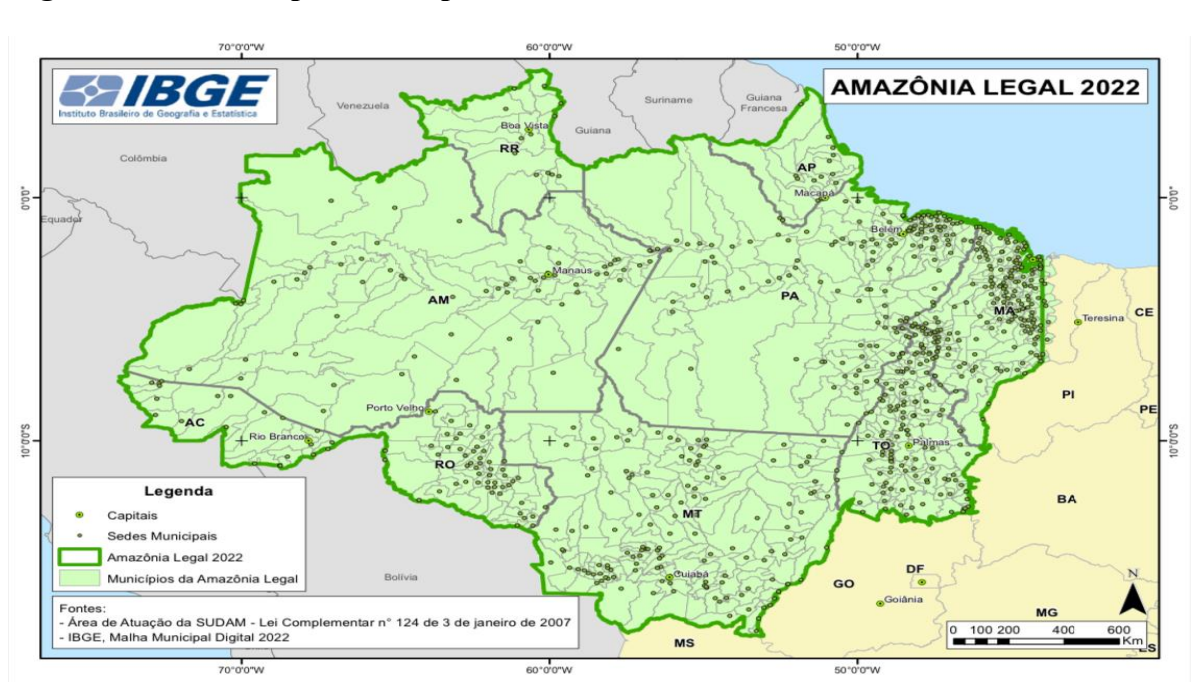 70°0'0"W 60°0'0"W 50°0'0"W
IBGE
Instituto Brasileiro de Geografia e Estatística
AMAZÔNIA LEGAL 2022
Venezuela
Suriname
Guiana
Francesa
Boa Vista
Guiana
RR
Colômbia
AP
Macapá
0°0'0"
0°0'0"
Equador
Belém
Manaus
AM
PA
MA
Teresina
CE
PI
PE
Porto Velho
AC
Rio Branco
10°0'0"S
10°0'0"S
RO
TO
Palmas
BA
MT
Cuiabá
Bolívia
GO
DF
Goiânia
MG
MS
ES
Legenda
Capitais
Sedes Municipais
Amazônia Legal 2022
Municípios da Amazônia Legal
Fontes:
- Área de Atuação da SUDAM - Lei Complementar n° 124 de 3 de janeiro de 2007
- IBGE, Malha Municipal Digital 2022
N
0 100 200 400 600
Km
70°0'0"W 60°0'0"W 50°0'0"W